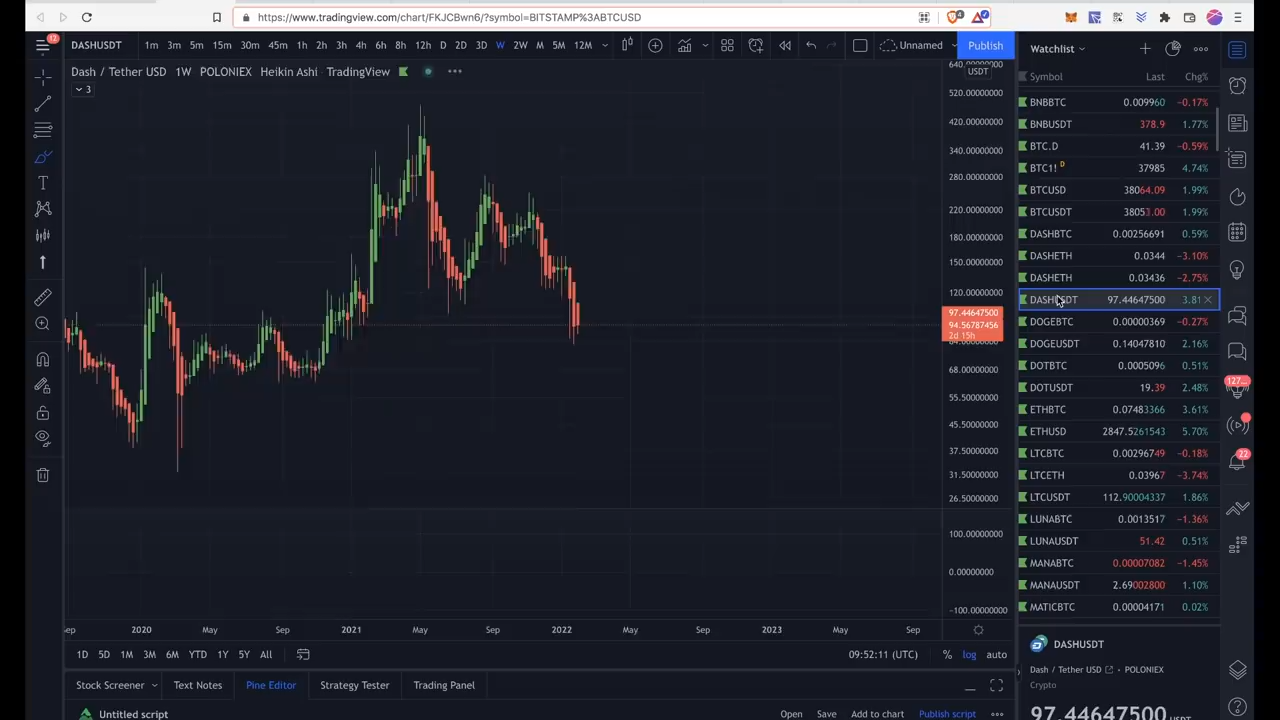 https://www.tradingview.com/chart/FKJCBwn6/?symbol=BITSTAMP%3ABTCUSD
4
12
DASHUSDT 1m 3m 5m 15m 30m 45m 1h 2h 3h 4h 6h 8h 12h D 2D 3D W 2W M 5M 12M Unnamed Publish
Watchlist
Dash / Tether USD 1W POLONIEX Heikin Ashi TradingView
3
USDT
640.00000000
520.00000000
420.00000000
340.00000000
280.00000000
220.00000000
180.00000000
150.00000000
120.00000000
97.44647500
94.56787456
2d 15h
68.00000000
55.50000000
45.50000000
37.50000000
31.50000000
26.50000000
100.00000000
0.00000000
-100.00000000
Sep 2020 May Sep 2021 May Sep 2022 May Sep 2023 May Sep
1D 5D 1M 3M 6M YTD 1Y 5Y All
09:52:11 (UTC) % log auto
Stock Screener Text Notes Pine Editor Strategy Tester Trading Panel
Untitled script Open Save Add to chart Publish script
Symbol Last Chg%
BNBBTC 0.009960 −0.17%
BNBUSDT 378.9 1.77%
BTC.D 41.39 −0.59%
BTC1! D 37985 4.74%
BTCUSD 38064.09 1.99%
BTCUSDT 38053.00 1.99%
DASHBTC 0.00256691 0.59%
DASHETH 0.0344 −3.10%
DASHETH 0.03436 −2.75%
DASHUSDT 97.44647500 3.81
DOGEBTC 0.00000369 −0.27%
DOGEUSDT 0.14047810 2.16%
DOTBTC 0.0005096 0.51%
DOTUSDT 19.39 2.48%
ETHBTC 0.07483366 3.61%
ETHUSD 2847.5261543 5.70%
LTCBTC 0.00296749 −0.18%
LTCETH 0.03967 −3.74%
LTCUSDT 112.90004337 1.86%
LUNABTC 0.0013517 −1.36%
LUNAUSDT 51.42 0.51%
MANABTC 0.00007082 −1.45%
MANAUSDT 2.69002800 1.10%
MATICBTC 0.00004171 0.02%
DASHUSDT
Dash / Tether USD POLONIEX
Crypto
97.44647500 USDT
127...
22